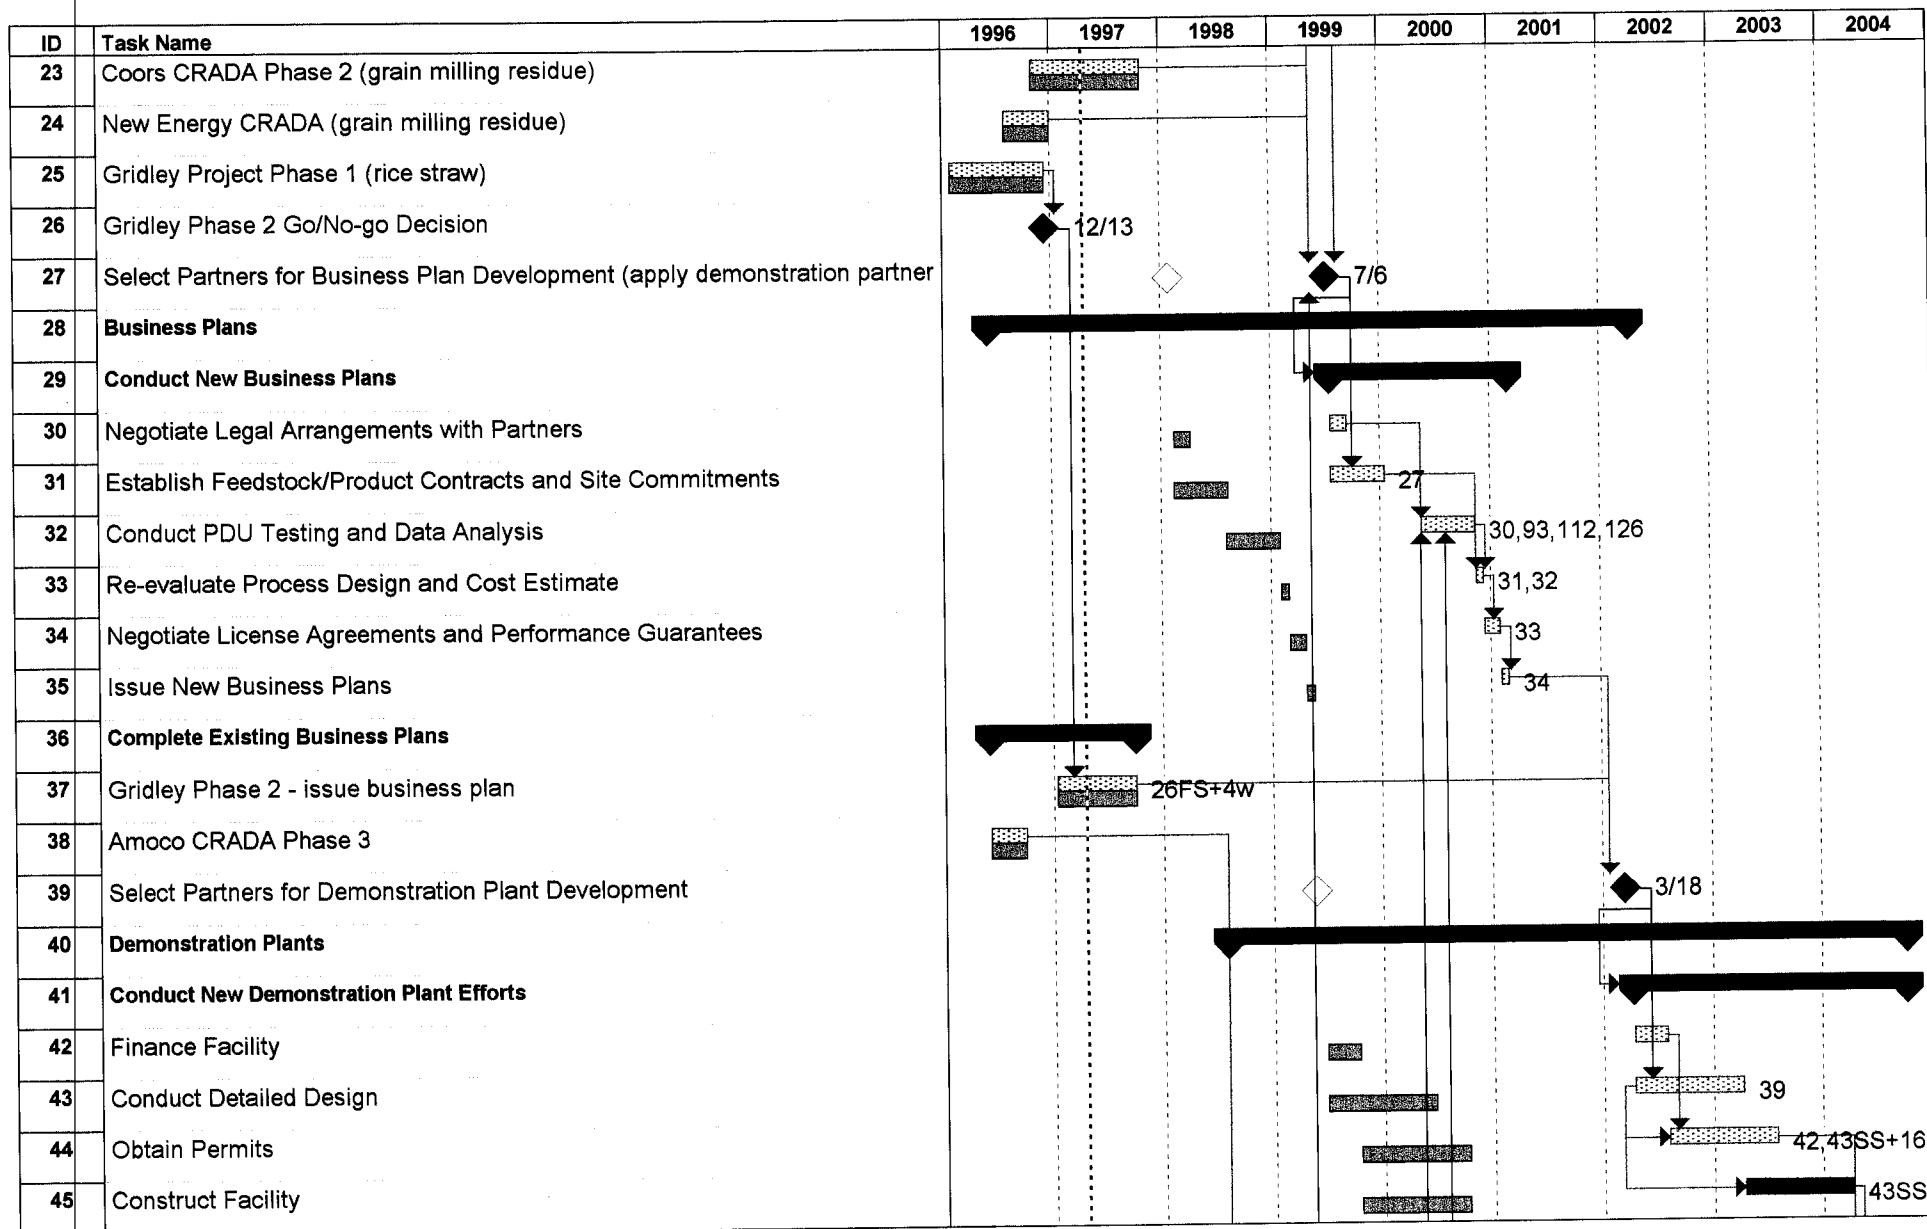 ID Task Name 1996 1997 1998 1999 2000 2001 2002 2003 2004
23 Coors CRADA Phase 2 (grain milling residue)
24 New Energy CRADA (grain milling residue)
25 Gridley Project Phase 1 (rice straw)
26 Gridley Phase 2 Go/No-go Decision 12/13
27 Select Partners for Business Plan Development (apply demonstration partner 7/6
28 Business Plans
29 Conduct New Business Plans
30 Negotiate Legal Arrangements with Partners
31 Establish Feedstock/Product Contracts and Site Commitments 27
32 Conduct PDU Testing and Data Analysis 30,93,112,126
33 Re-evaluate Process Design and Cost Estimate 31,32
34 Negotiate License Agreements and Performance Guarantees 33
35 Issue New Business Plans 34
36 Complete Existing Business Plans
37 Gridley Phase 2 - issue business plan 26FS+4w
38 Amoco CRADA Phase 3
39 Select Partners for Demonstration Plant Development 3/18
40 Demonstration Plants
41 Conduct New Demonstration Plant Efforts
42 Finance Facility
43 Conduct Detailed Design 39
44 Obtain Permits 42,43SS+16
45 Construct Facility 43SS